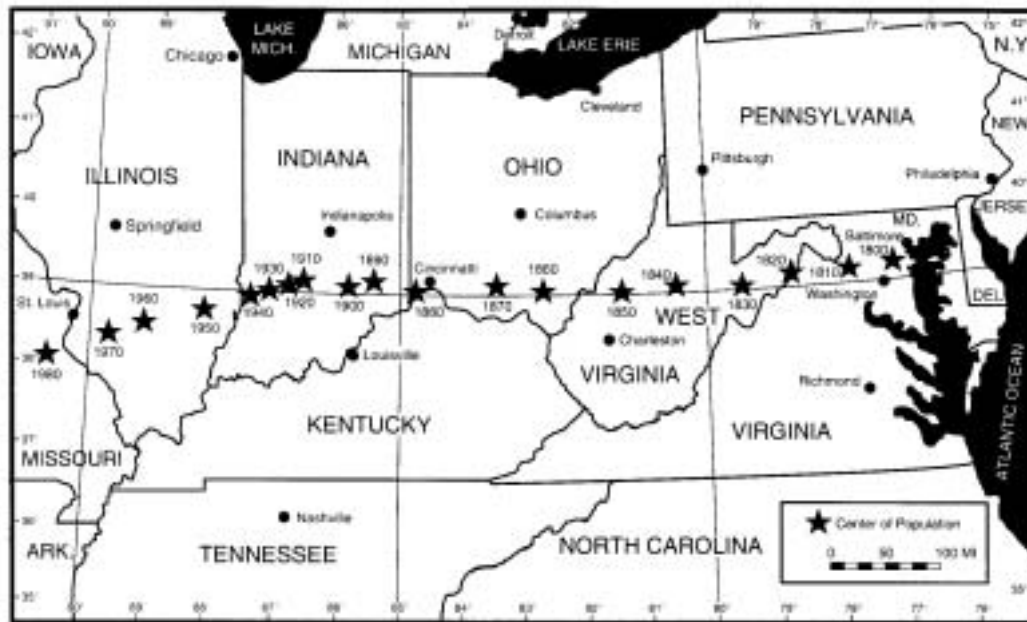 LAKE
MICH.
MICHIGAN
Detroit
LAKE ERIE
N.Y.
IOWA
Chicago
Cleveland
PENNSYLVANIA
NEW
JERSEY
ILLINOIS
INDIANA
OHIO
Pittsburgh
Philadelphia
Springfield
Indianapolis
Columbus
MD.
Baltimore
1800
1810
1820
1830
1840
1850
1860
1870
Cincinnati
1880
1890
1900
1910
1920
1930
1940
1950
1960
1970
1980
St. Louis
Washington
DEL.
WEST
VIRGINIA
Charleston
Louisville
Richmond
KENTUCKY
VIRGINIA
ATLANTIC OCEAN
MISSOURI
ARK.
Nashville
TENNESSEE
NORTH CAROLINA
Center of Population
0 50 100 MI